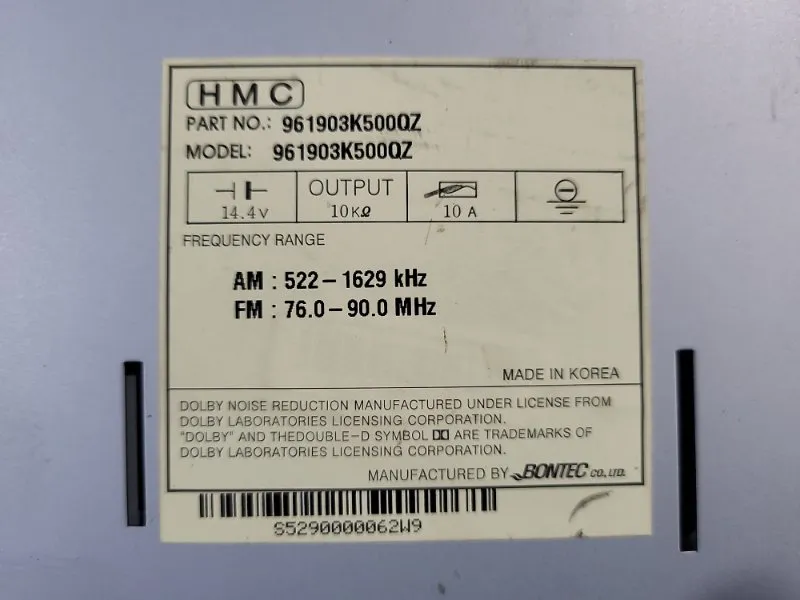 HMC
PART NO.: 961903K500QZ
MODEL: 961903K500QZ
14.4V
OUTPUT
10KΩ
10 A
FREQUENCY RANGE
AM : 522–1629 kHz
FM : 76.0–90.0 MHz
MADE IN KOREA
DOLBY NOISE REDUCTION MANUFACTURED UNDER LICENSE FROM
DOLBY LABORATORIES LICENSING CORPORATION.
"DOLBY" AND THEDOUBLE-D SYMBOL ARE TRADEMARKS OF
DOLBY LABORATORIES LICENSING CORPORATION.
MANUFACTURED BY BONTEC CO., LTD.
S5290000062W9